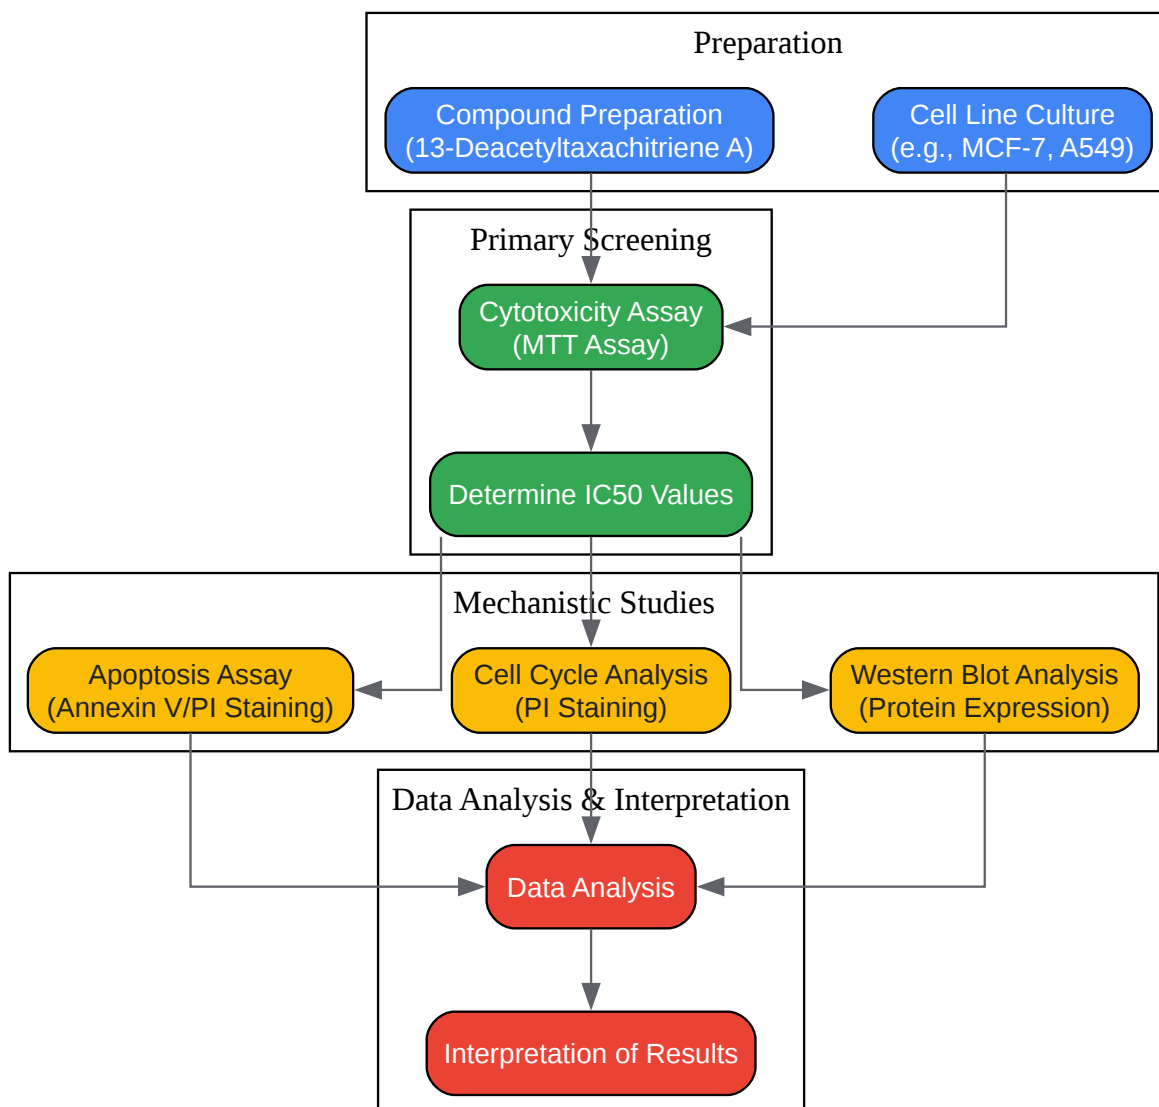 Preparation
Compound Preparation
(13-Deacetyltaxachitriene A)
Cell Line Culture
(e.g., MCF-7, A549)
Primary Screening
Cytotoxicity Assay
(MTT Assay)
Determine IC50 Values
Mechanistic Studies
Apoptosis Assay
(Annexin V/PI Staining)
Cell Cycle Analysis
(PI Staining)
Western Blot Analysis
(Protein Expression)
Data Analysis & Interpretation
Data Analysis
Interpretation of Results